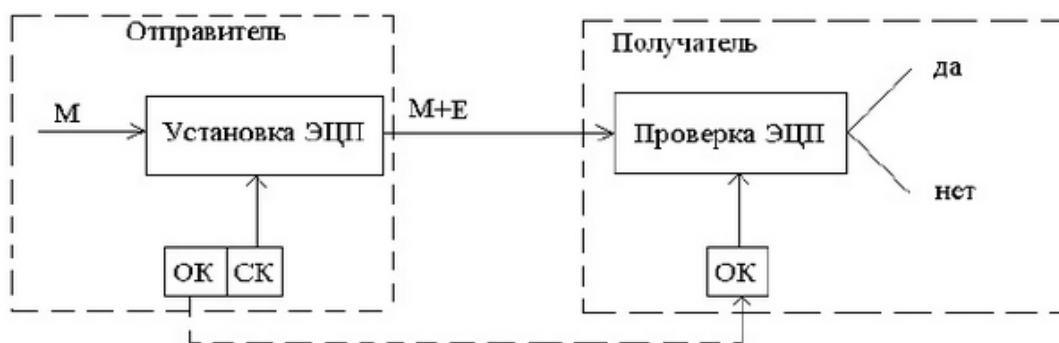 Отправитель
М
Установка ЭЦП
М+Е
ОК
СК
Получатель
Проверка ЭЦП
да
нет
ОК